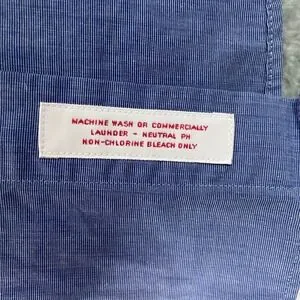 MACHINE WASH OR COMMERCIALLY
LAUNDER - NEUTRAL PH
NON-CHLORINE BLEACH ONLY